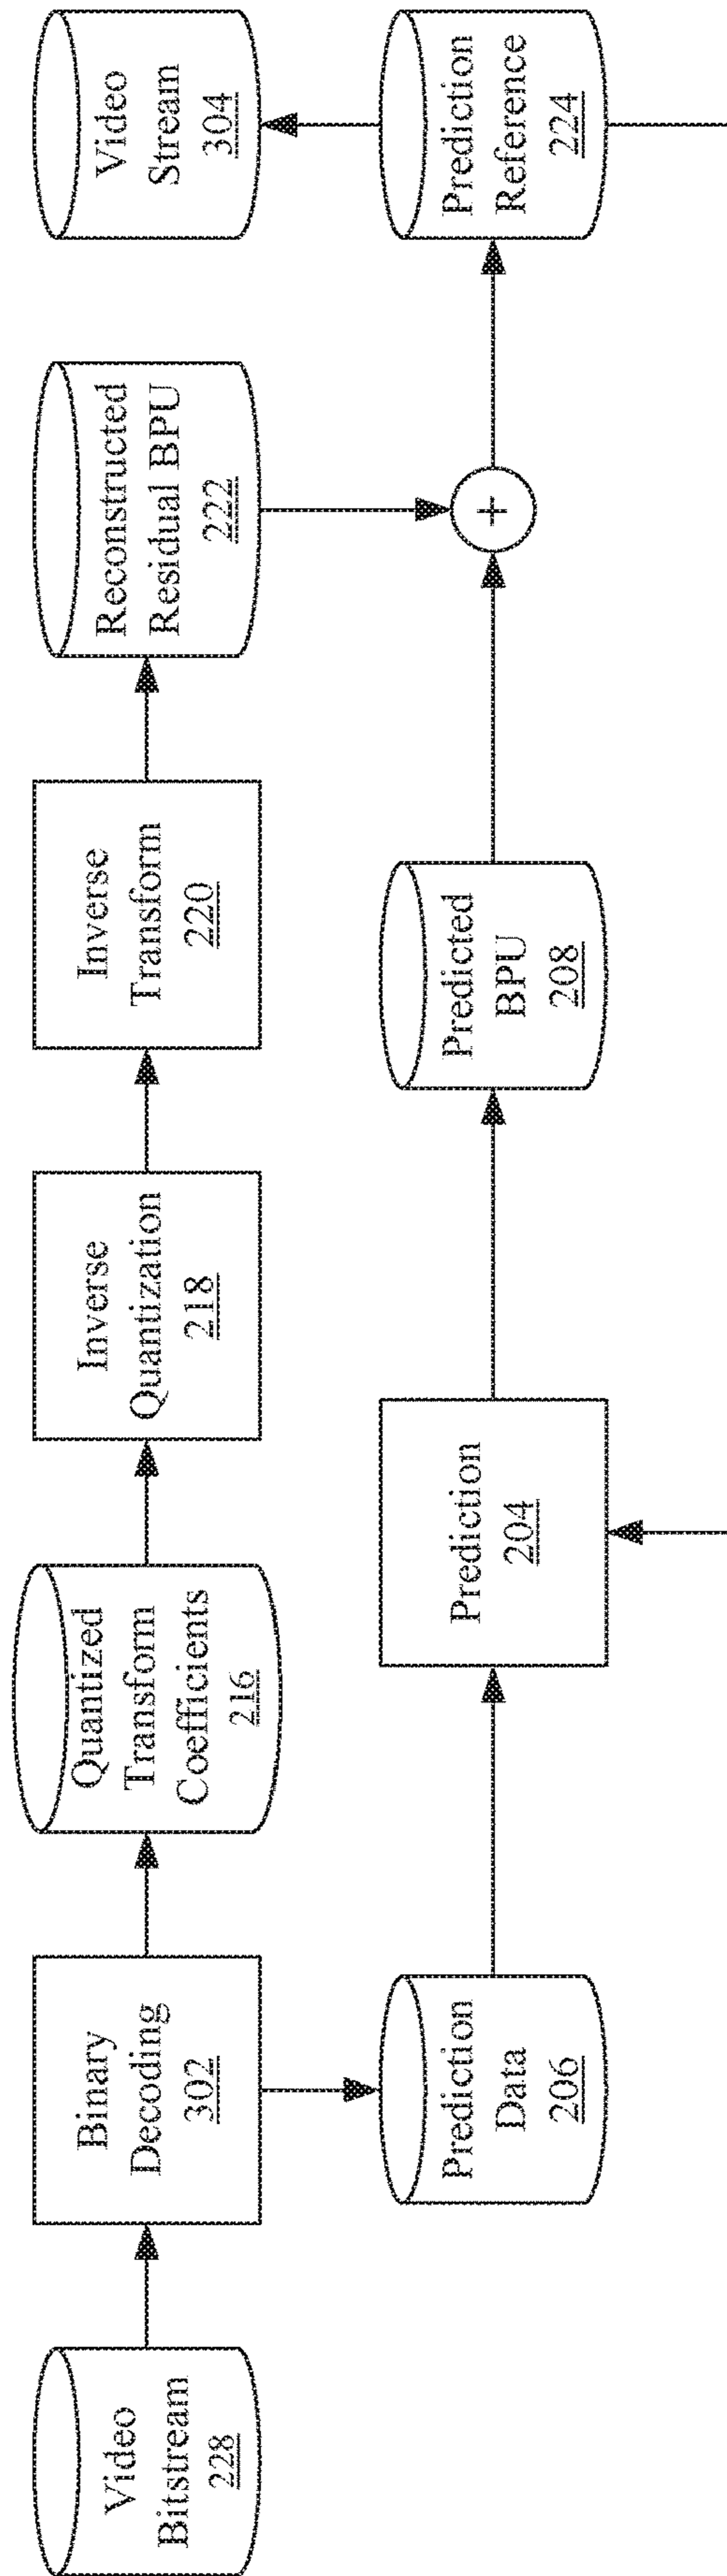 Video
Bitstream
228
Binary
Decoding
302
Quantized
Transform
Coefficients
216
Inverse
Quantization
218
Inverse
Transform
220
Reconstructed
Residual BPU
222
Video
Stream
304
Prediction
Data
206
Prediction
204
Predicted
BPU
208
+
Prediction
Reference
224